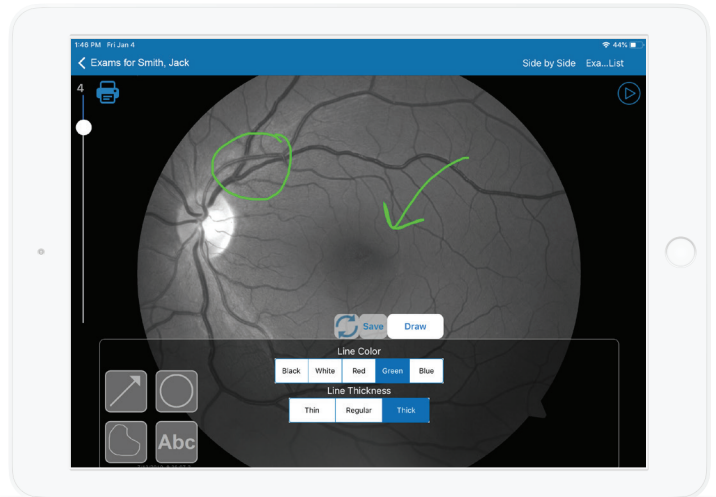 1:46 PM Fri Jan 4 44%
Exams for Smith, Jack Side by Side Exa...List
4
Save Draw
Line Color
Black White Red Green Blue
Line Thickness
Thin Regular Thick
Abc